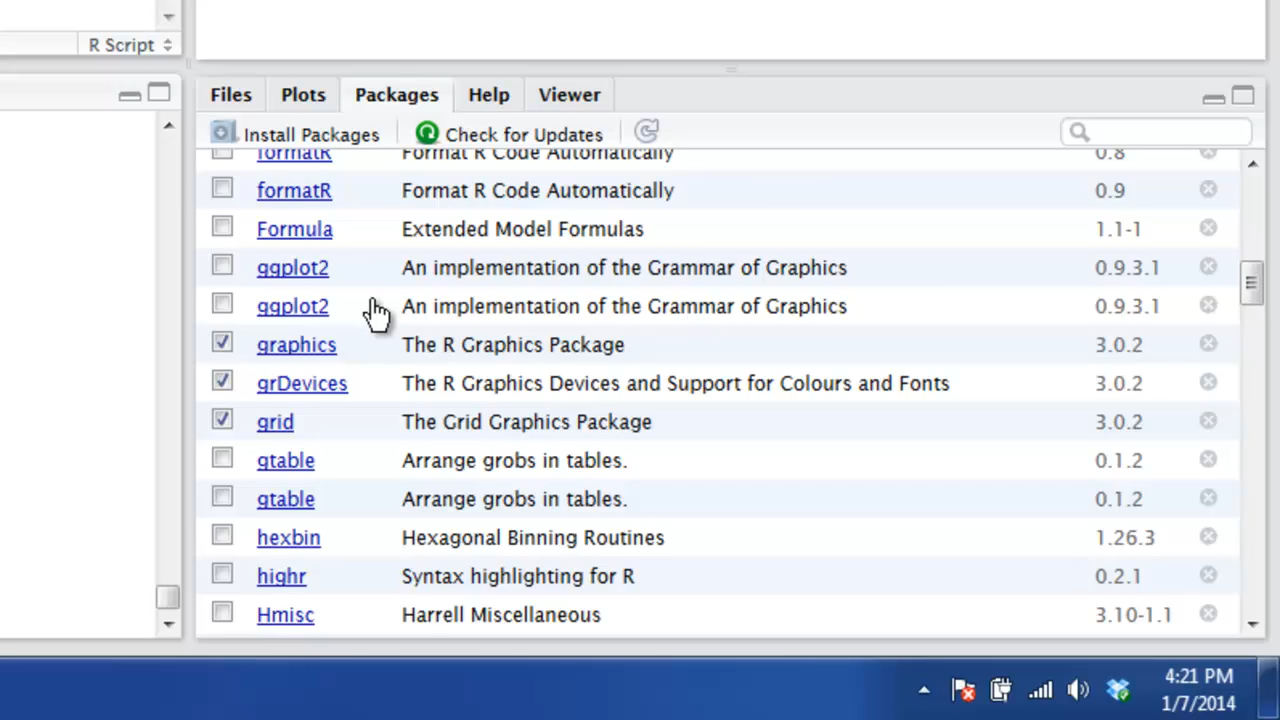 R Script
Files Plots Packages Help Viewer
Install Packages Check for Updates
formatR Format R Code Automatically 0.8
formatR Format R Code Automatically 0.9
Formula Extended Model Formulas 1.1-1
ggplot2 An implementation of the Grammar of Graphics 0.9.3.1
ggplot2 An implementation of the Grammar of Graphics 0.9.3.1
graphics The R Graphics Package 3.0.2
grDevices The R Graphics Devices and Support for Colours and Fonts 3.0.2
grid The Grid Graphics Package 3.0.2
gtable Arrange grobs in tables. 0.1.2
gtable Arrange grobs in tables. 0.1.2
hexbin Hexagonal Binning Routines 1.26.3
highr Syntax highlighting for R 0.2.1
Hmisc Harrell Miscellaneous 3.10-1.1
4:21 PM
1/7/2014